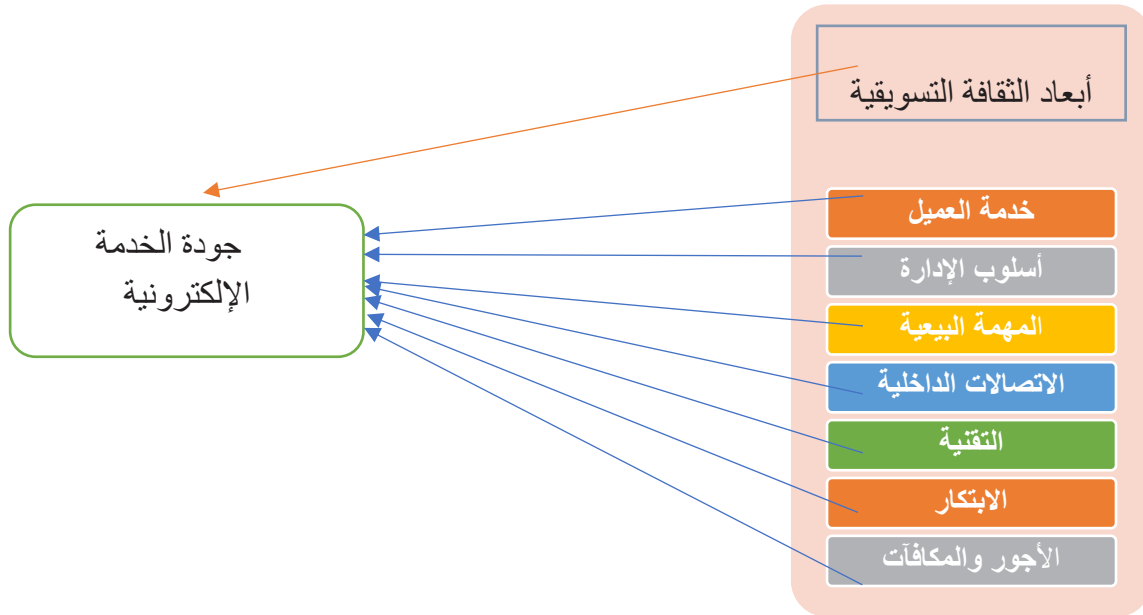 أبعاد الثقافة التسويقية
خدمة العميل
أسلوب الإدارة
المهمة البيعية
الاتصالات الداخلية
التقنية
الابتكار
الأجور والمكافآت
جودة الخدمة
الإلكترونية